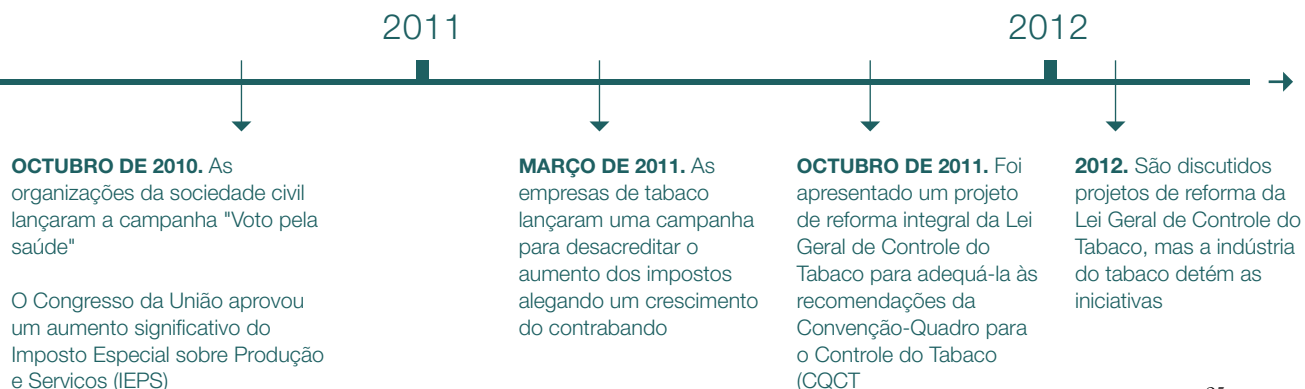 2011
2012
OCTUBRO DE 2010. As
organizações da sociedade civil
lançaram a campanha "Voto pela
saúde"
O Congresso da União aprovou
um aumento significativo do
Imposto Especial sobre Produção
e Serviços (IEPS)
MARÇO DE 2011. As
empresas de tabaco
lançaram uma campanha
para desacreditar o
aumento dos impostos
alegando um crescimento
do contrabando
OCTUBRO DE 2011. Foi
apresentado um projeto
de reforma integral da Lei
Geral de Controle do
Tabaco para adequá-la às
recomendações da
Convenção-Quadro para
o Controle do Tabaco
(CQCT
2012. São discutidos
projetos de reforma da
Lei Geral de Controle do
Tabaco, mas a indústria
do tabaco detém as
iniciativas